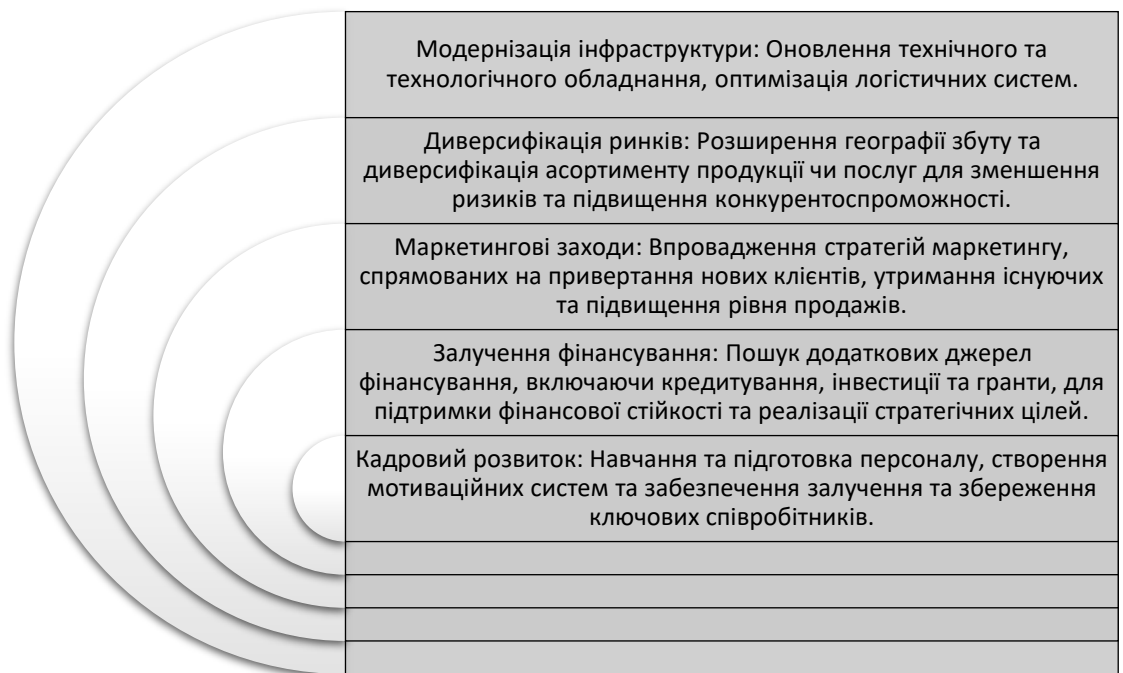 Модернізація інфраструктури: Оновлення технічного та
технологічного обладнання, оптимізація логістичних систем.
Диверсифікація ринків: Розширення географії збуту та
диверсифікація асортименту продукції чи послуг для зменшення
ризиків та підвищення конкурентоспроможності.
Маркетингові заходи: Впровадження стратегій маркетингу,
спрямованих на привертання нових клієнтів, утримання існуючих
та підвищення рівня продажів.
Залучення фінансування: Пошук додаткових джерел
фінансування, включаючи кредитування, інвестиції та гранти, для
підтримки фінансової стійкості та реалізації стратегічних цілей.
Кадровий розвиток: Навчання та підготовка персоналу, створення
мотиваційних систем та забезпечення залучення та збереження
ключових співробітників.